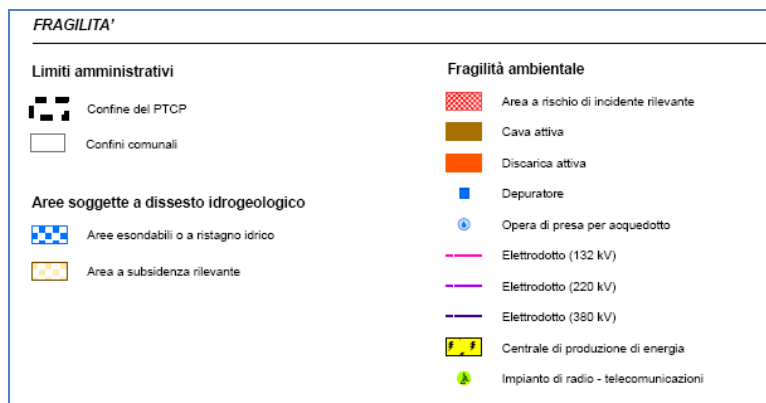 FRAGILITA'
Limiti amministrativi
Confine del PTCP
Confini comunali
Aree soggette a dissesto idrogeologico
Aree esondabili o a ristagno idrico
Area a subsidenza rilevante
Fragilità ambientale
Area a rischio di incidente rilevante
Cava attiva
Discarica attiva
Depuratore
Opera di presa per acquedotto
Elettrodotto (132 kV)
Elettrodotto (220 kV)
Elettrodotto (380 kV)
Centrale di produzione di energia
Impianto di radio - telecomunicazioni